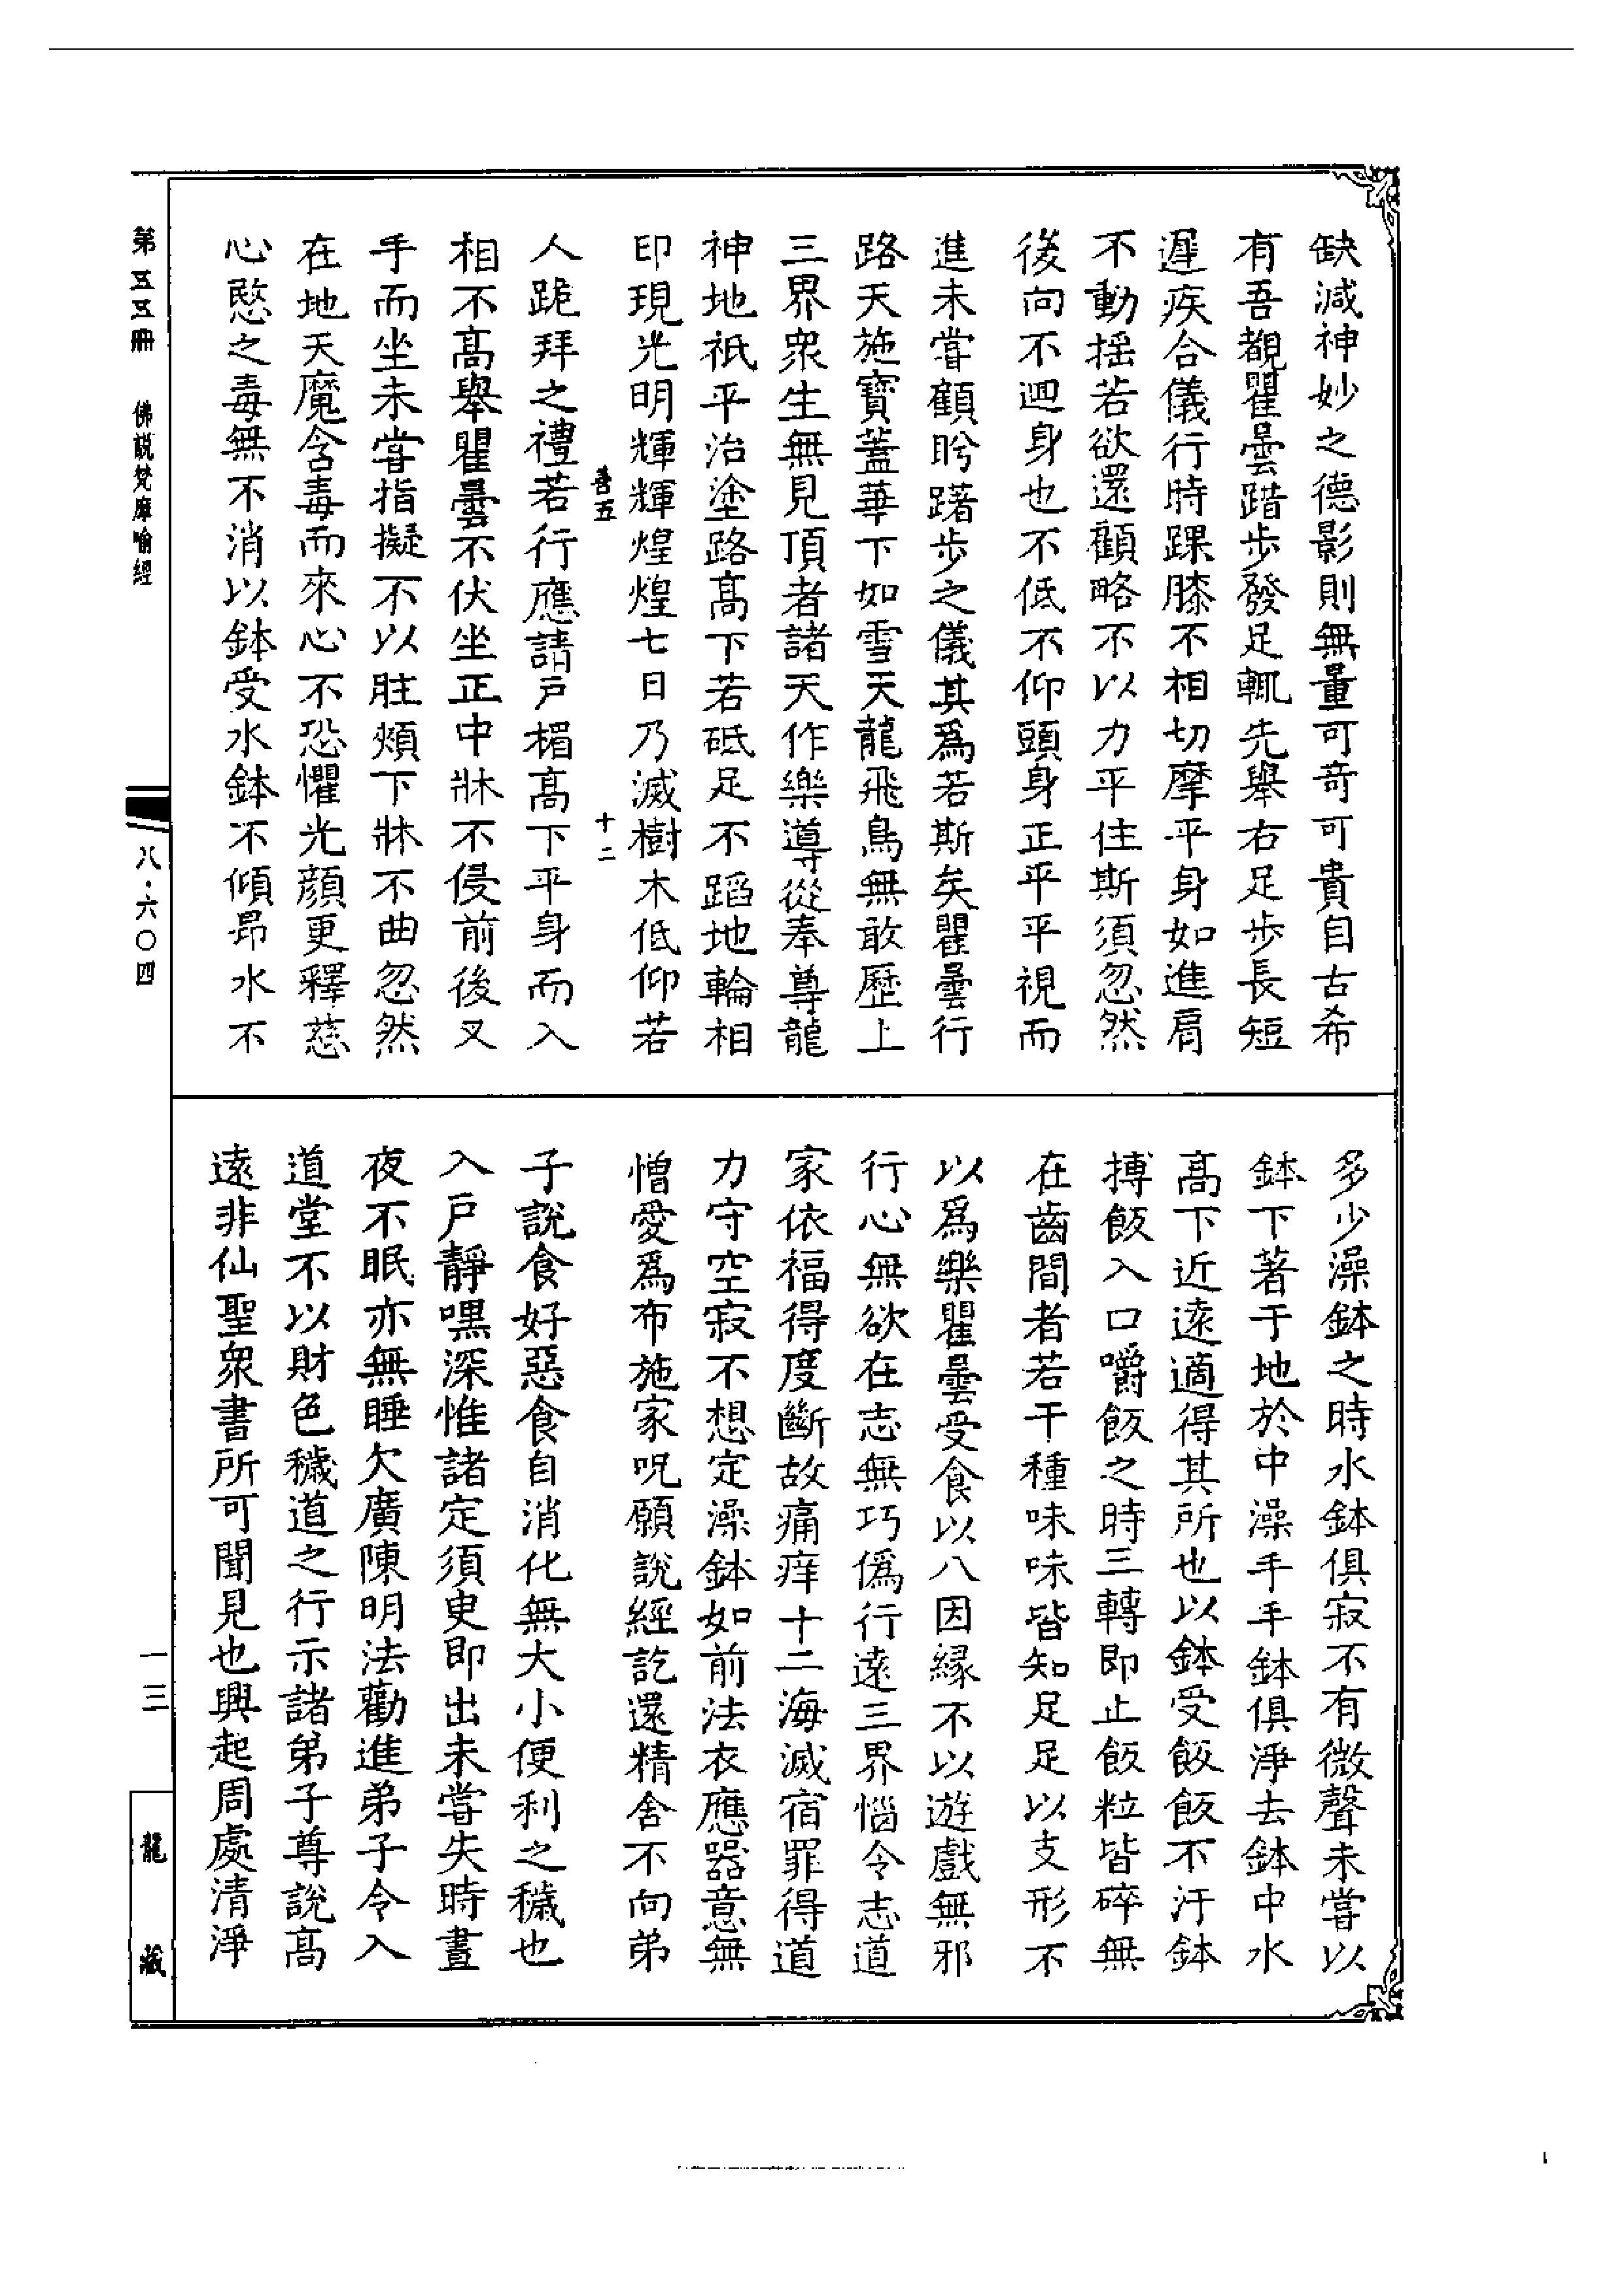 缺減神妙之德影則無量可奇可貴自古希
有吾覩瞿曇踖步發足輒先舉右足步長短
遲疾合儀行時踝膝不相切摩平身如進肩
不動搖若欲還顧略不以力平住斯須忽然
後向不迴身也不低不仰頭身正平平視而
進未嘗顧盻躇步之儀其爲若斯矣瞿曇行
路天施寶蓋華下如雪天龍飛鳥無敢歷上
三界衆生無見頂者諸天作樂導從奉尊龍
神地祇平治塗路高下若砥足不蹈地輪相
印現光明輝輝煌煌七日乃滅樹木低仰若
善五
十二
人跪拜之禮若行應請戶楣高下平身而入
相不高舉瞿曇不伏坐正中牀不侵前後叉
手而坐未嘗指擬不以肘頰下牀不曲忽然
在地天魔含毒而來心不恐懼光顏更釋慈
心愍之毒無不消以鉢受水鉢不傾昂水不
多少澡鉢之時水鉢俱寂不有微聲未嘗以
鉢下著于地於中澡手手鉢俱淨去鉢中水
高下近遠適得其所也以鉢受飯飯不汙鉢
摶飯入口嚼飯之時三轉即止飯粒皆碎無
在齒間者若干種味味皆知足足以支形不
以爲樂瞿曇受食以八因緣不以遊戲無邪
行心無欲在志無巧僞行遠三界惱令志道
家依福得度斷故痛痒十二海滅宿罪得道
力守空寂不想定澡鉢如前法衣應器意無
憎愛爲布施家呪願說經訖還精舍不向弟
子說食好惡食自消化無大小便利之穢也
入戶靜嘿深惟諸定須臾即出未嘗失時晝
夜不眠亦無睡欠廣陳明法勸進弟子令入
道堂不以財色穢道之行示諸弟子尊說高
遠非仙聖衆書所可聞見也興起周處清淨
第五五冊
佛說梵摩喻經
八·六〇四
一三
龍藏